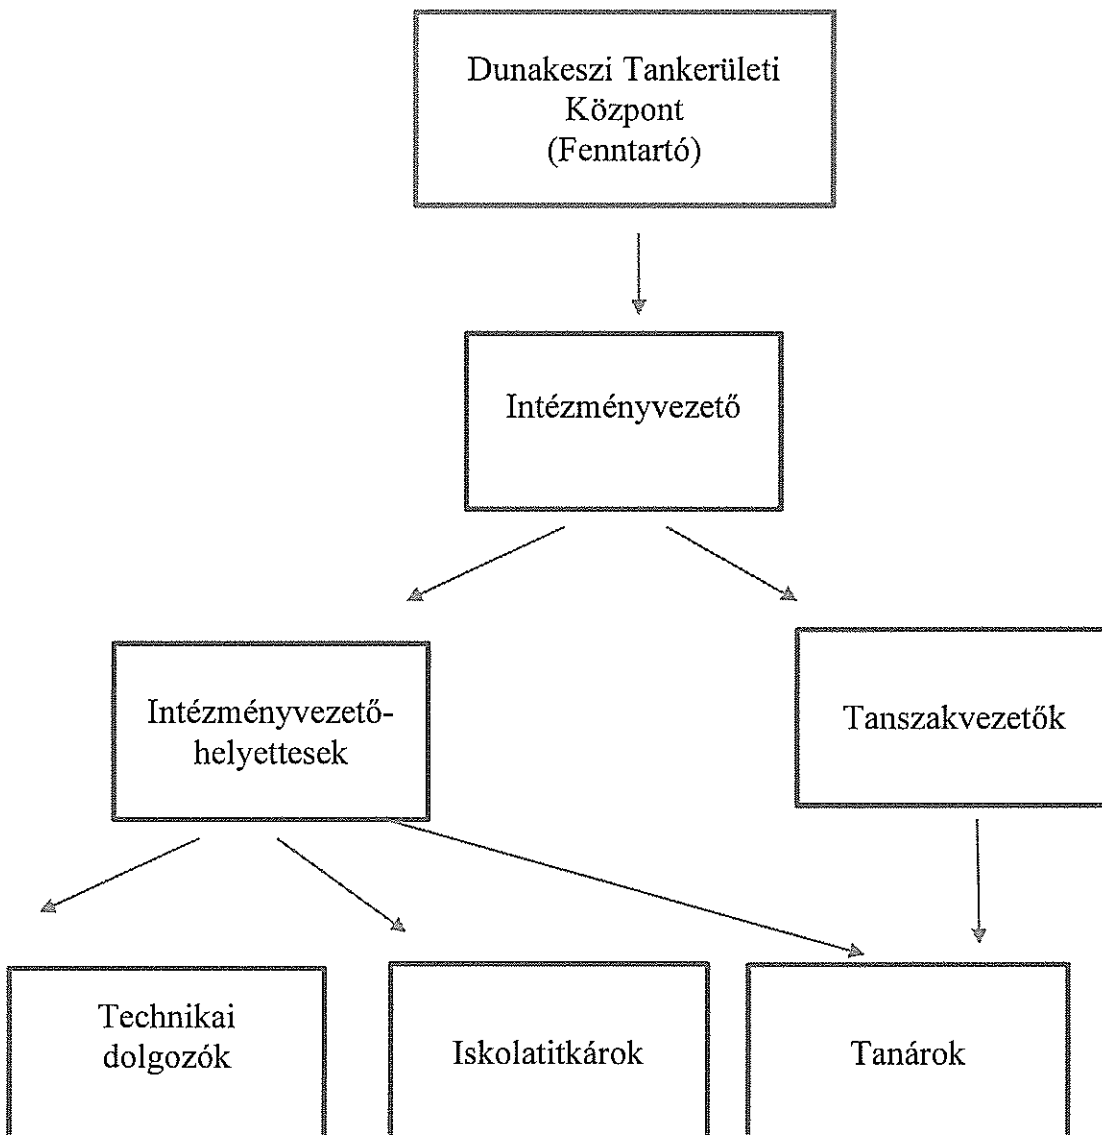 Dunakeszi Tankerületi
Központ
(Fenntartó)
Intézményvezető
Intézményvezető-
helyettesek
Tanszakvezetők
Technikai
dolgozók
Iskolatitkárok
Tanárok